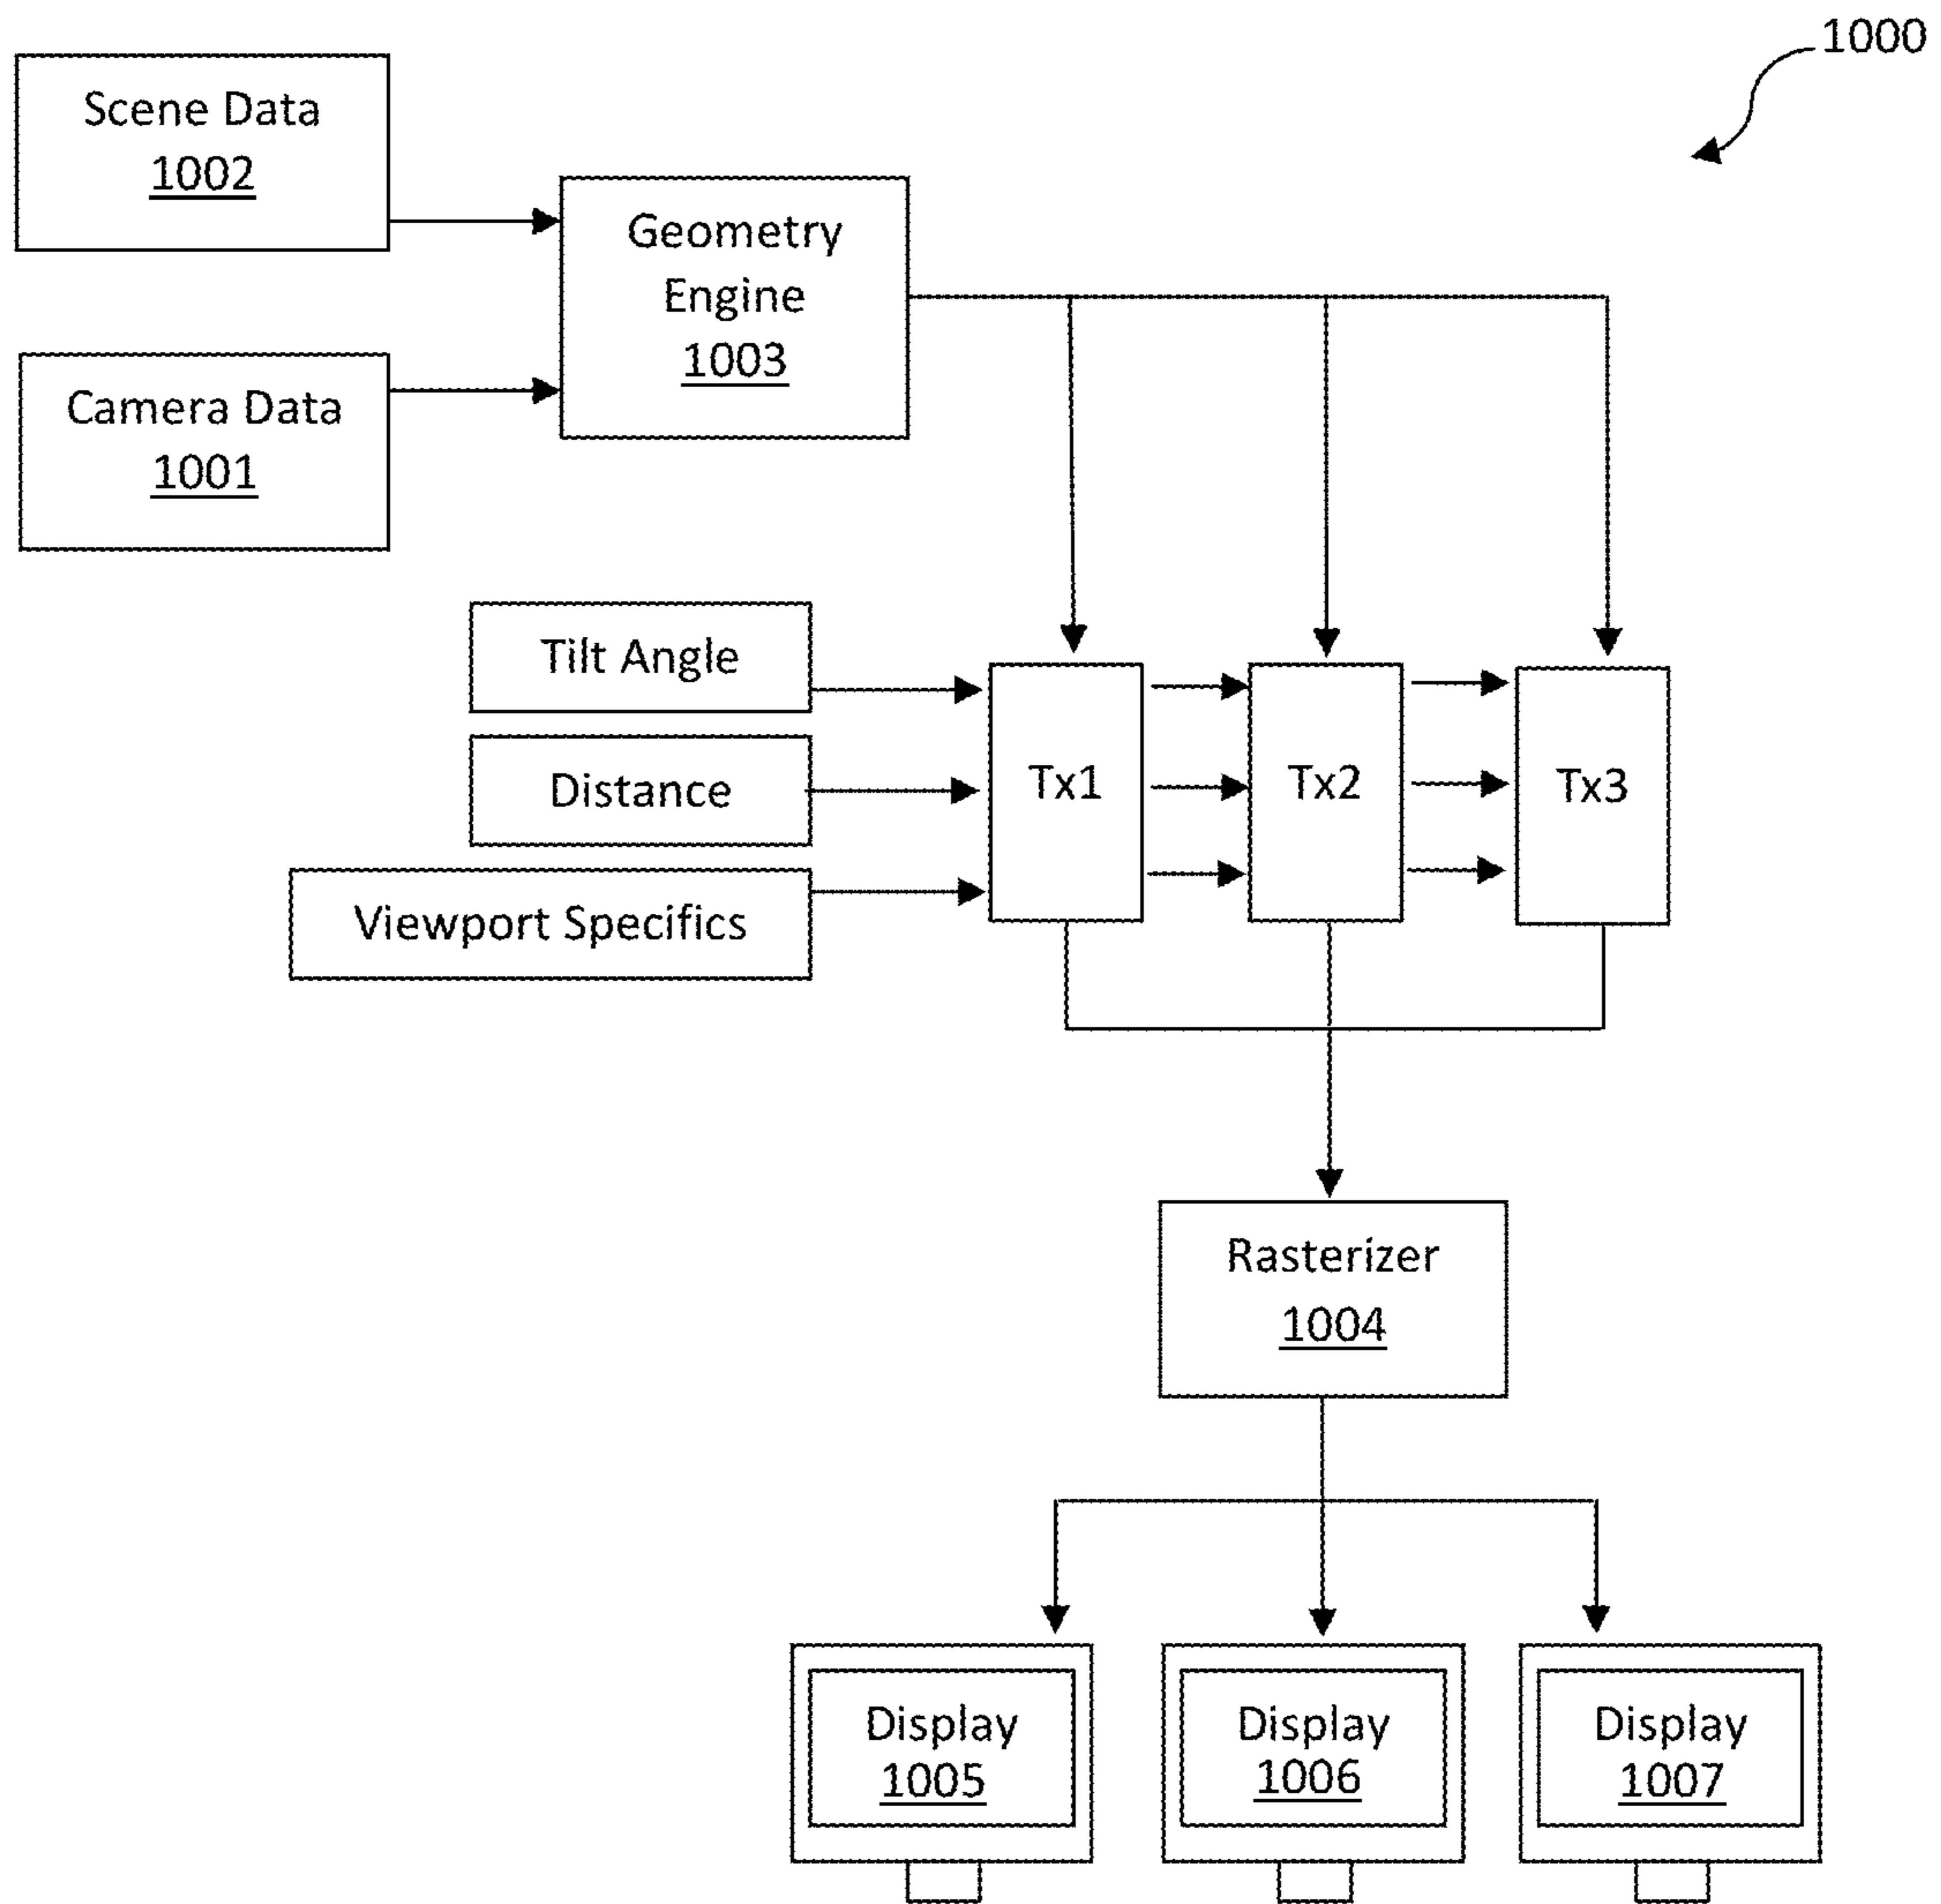 1000
Scene Data
1002
Geometry
Engine
1003
Camera Data
1001
Tilt Angle
Distance
Viewport Specifics
Tx1
Tx2
Tx3
Rasterizer
1004
Display
1005
Display
1006
Display
1007